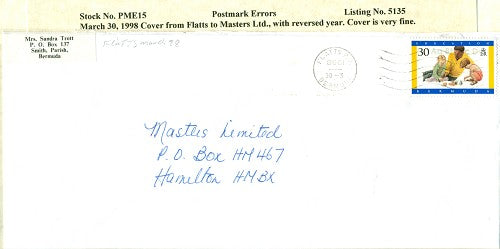 Stock No. PME15 Postmark Errors Listing No. 5135
March 30, 1998 Cover from Flatts to Masters Ltd., with reversed year. Cover is very fine.
Mrs. Sandra Trott
P. O. Box 137
Smith, Parish,
Bermuda
EDUCATION
30
BERMUDA
Masters Limited
P.O. Box HM467
Hamilton HMBX